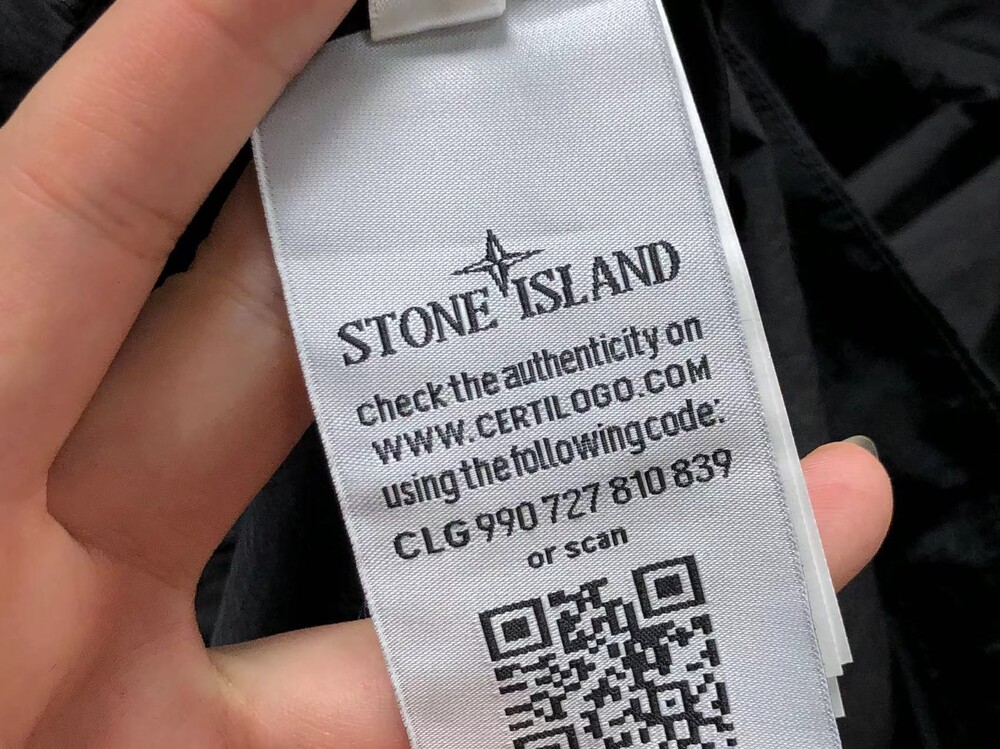 STONE ISLAND
check the authenticity on
WWW.CERTILOGO.COM
using the following code:
CLG 990 727 810 839
or scan